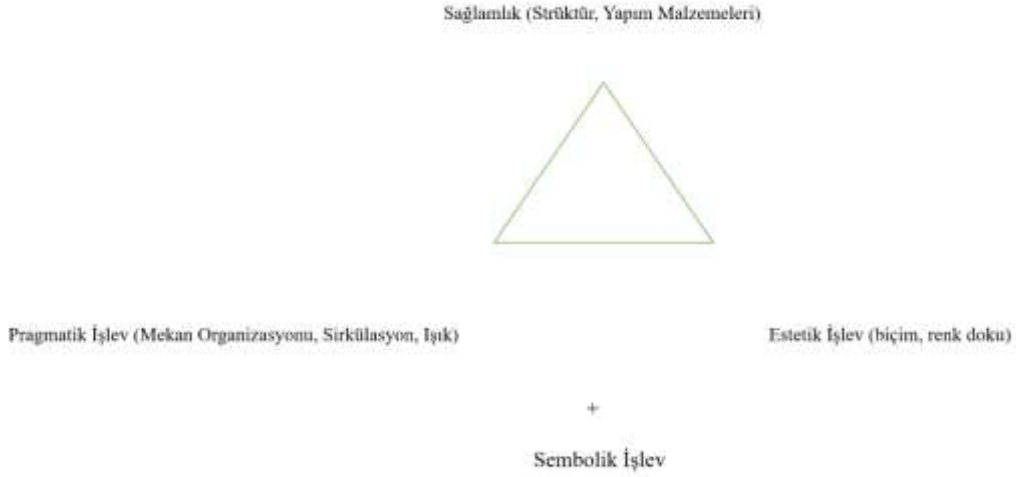 Sağlamlık (Strüktür, Yapım Malzemeleri)
Pragmatik İşlev (Mekan Organizasyonu, Sirkülasyon, Işık)
Estetik İşlev (biçim, renk doku)
+
Sembolik İşlev